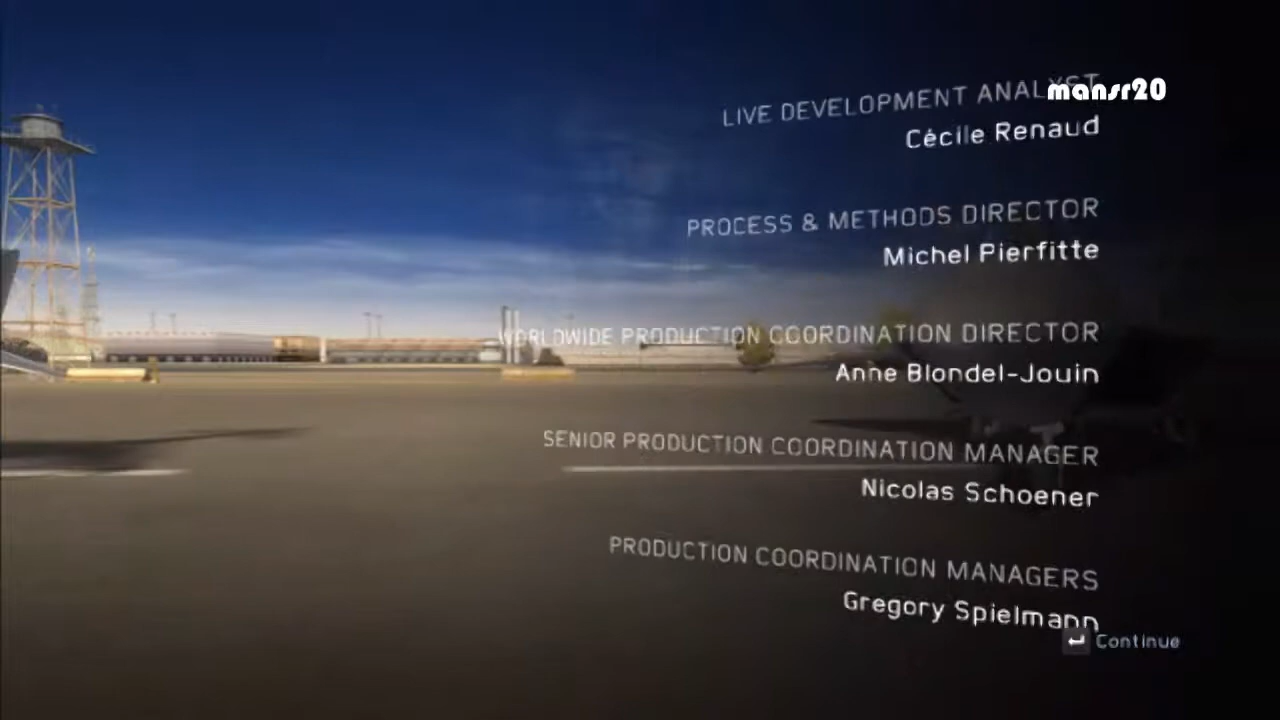 LIVE DEVELOPMENT ANALYST
mansr20
Cécile Renaud
PROCESS & METHODS DIRECTOR
Michel Pierfitte
WORLDWIDE PRODUCTION COORDINATION DIRECTOR
Anne Blondel-Jouin
SENIOR PRODUCTION COORDINATION MANAGER
Nicolas Schoener
PRODUCTION COORDINATION MANAGERS
Gregory Spielmann
Continue